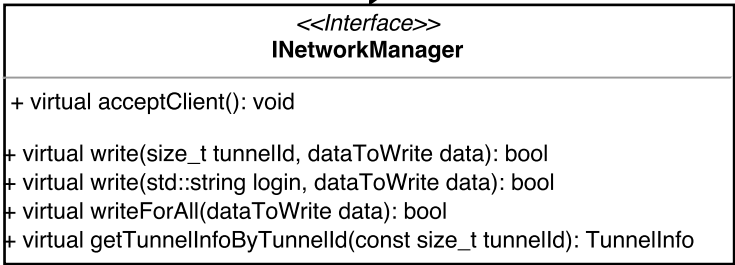 <<Interface>>
INetworkManager
+ virtual acceptClient(): void
+ virtual write(size_t tunnelId, dataToWrite data): bool
+ virtual write(std::string login, dataToWrite data): bool
+ virtual writeForAll(dataToWrite data): bool
+ virtual getTunnelInfoByTunnelId(const size_t tunnelId): TunnelInfo